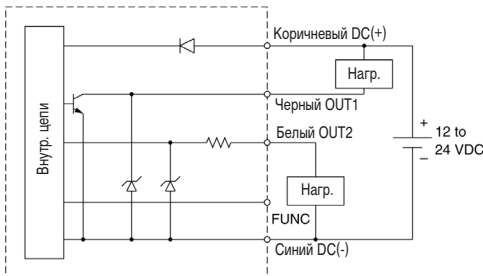 Коричневый DC(+)
Нагр.
Черный OUT1
Белый OUT2
Внутр. цепи
+
12 to
24 VDC
−
Нагр.
FUNC
Синий DC(-)